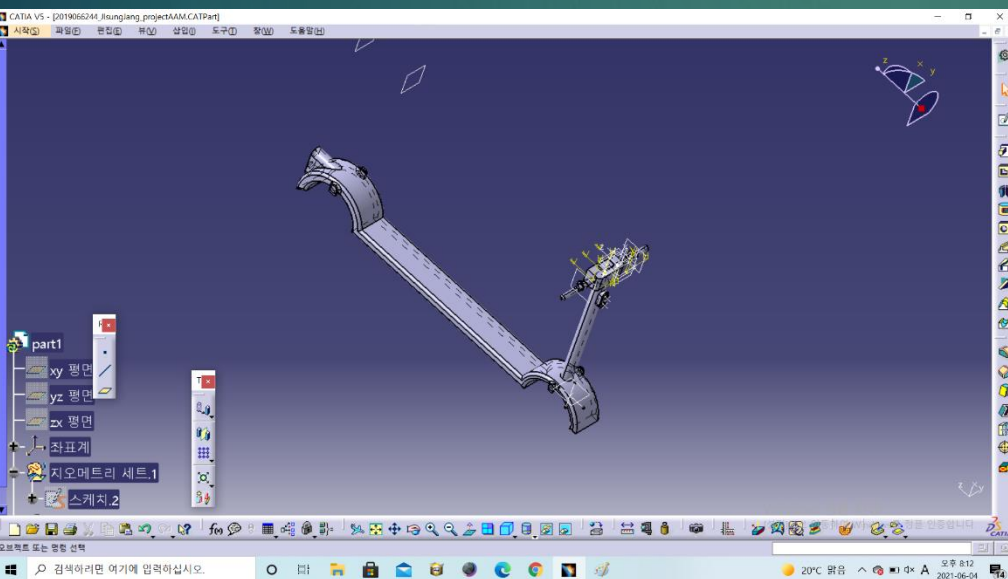 CATIA V5 - [2019066244_JisungJang_projectAAM.CATPart]
시작(S) 파일(F) 편집(E) 뷰(V) 삽입(I) 도구(T) 창(W) 도움말(H)
z x y
part1
xy 평면
yz 평면
zx 평면
좌표계
지오메트리 세트.1
스케치.2
f(x)
오브젝트 또는 명령 선택
검색하려면 여기에 입력하십시오.
20°C 맑음 A 오후 8:12
2021-06-04